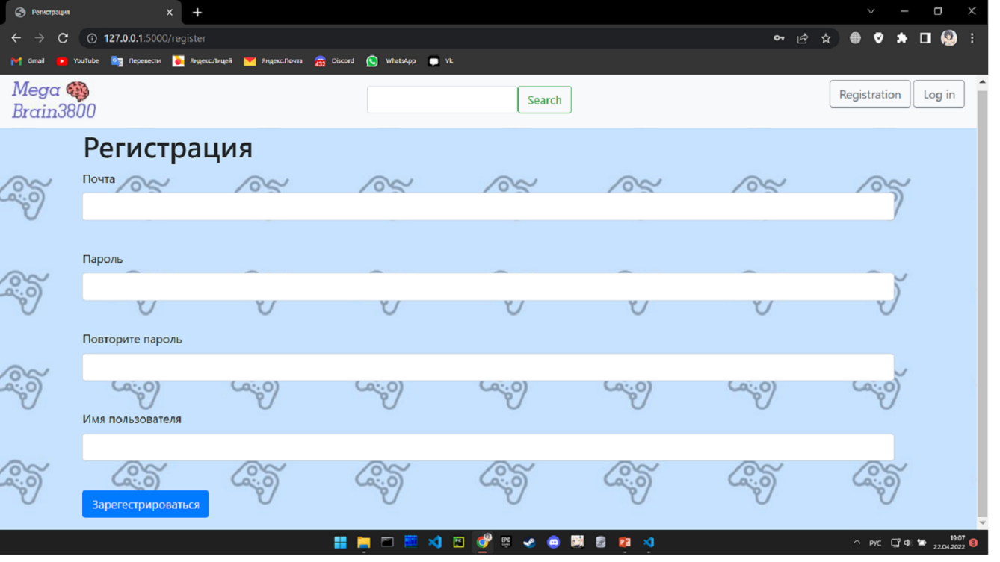 Регистрация
127.0.0.1:5000/register
Gmail YouTube Перевести Яндекс.Лицей Яндекс.Почта Discord WhatsApp Vk
Mega
Brain3800
Search
Registration Log in
Регистрация
Почта
Пароль
Повторите пароль
Имя пользователя
Зарегестрироваться
РУС
19:07
22.04.2022